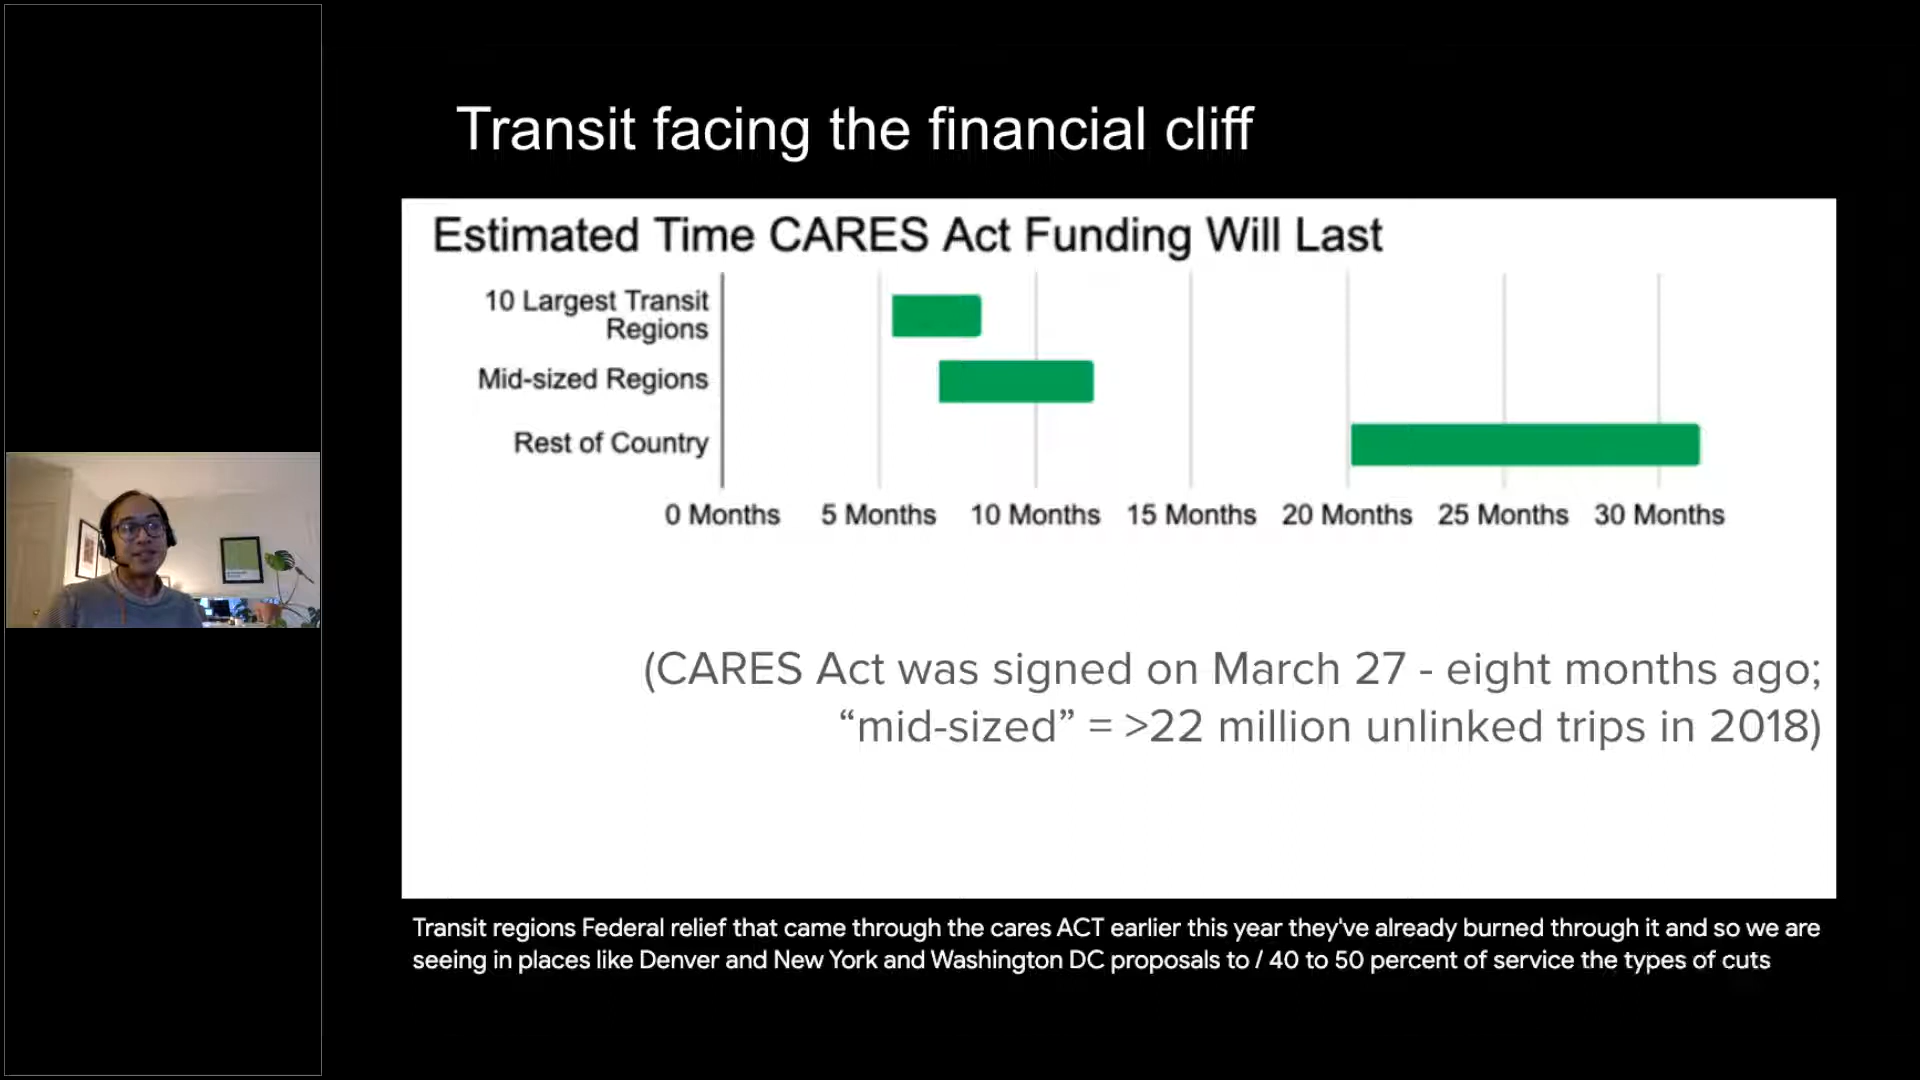 Transit facing the financial cliff
Estimated Time CARES Act Funding Will Last
10 Largest Transit
Regions
Mid-sized Regions
Rest of Country
0 Months 5 Months 10 Months 15 Months 20 Months 25 Months 30 Months
(CARES Act was signed on March 27 - eight months ago;
“mid-sized” = >22 million unlinked trips in 2018)
Transit regions Federal relief that came through the cares ACT earlier this year they've already burned through it and so we are
seeing in places like Denver and New York and Washington DC proposals to / 40 to 50 percent of service the types of cuts